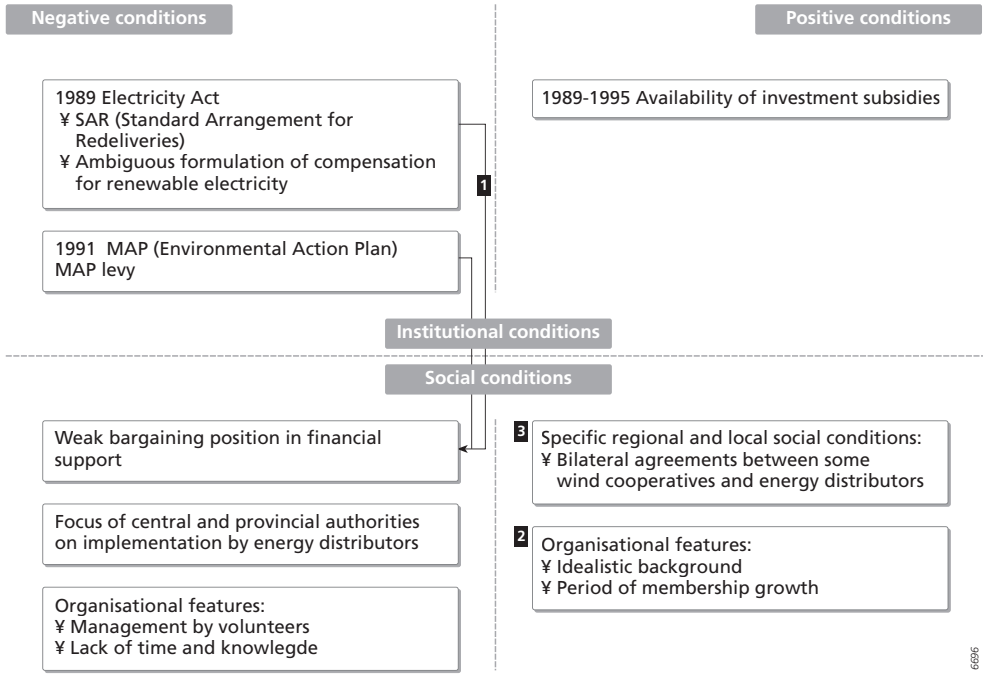 Negative conditions
Positive conditions
1989 Electricity Act
¥ SAR (Standard Arrangement for
Redeliveries)
¥ Ambiguous formulation of compensation
for renewable electricity
1
1991  MAP (Environmental Action Plan)
MAP levy
1989-1995 Availability of investment subsidies
Institutional conditions
Social conditions
Weak bargaining position in financial
support
Focus of central and provincial authorities
on implementation by energy distributors
Organisational features:
¥ Management by volunteers
¥ Lack of time and knowlegde
3
Specific regional and local social conditions:
¥ Bilateral agreements between some
wind cooperatives and energy distributors
2
Organisational features:
¥ Idealistic background
¥ Period of membership growth
6696